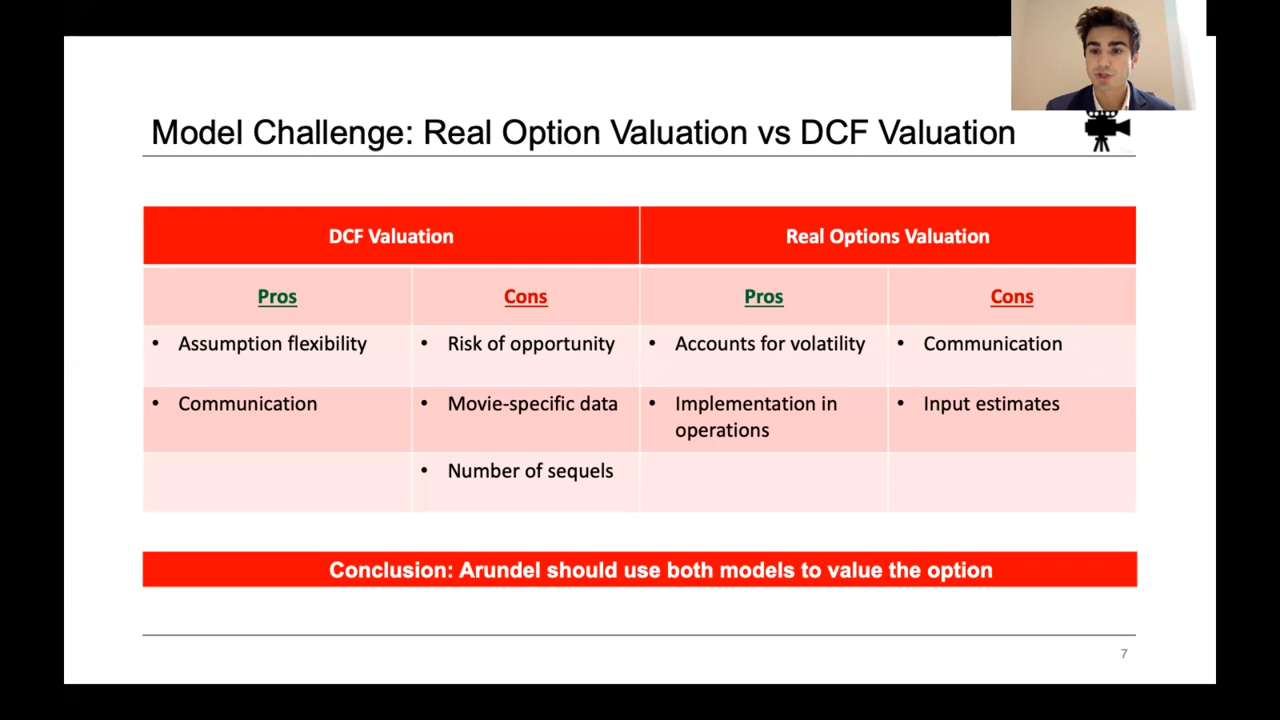 Model Challenge: Real Option Valuation vs DCF Valuation
DCF Valuation
Real Options Valuation
Pros
Cons
Pros
Cons
• Assumption flexibility
• Risk of opportunity
• Accounts for volatility
• Communication
• Communication
• Movie-specific data
• Implementation in
operations
• Input estimates
• Number of sequels
Conclusion: Arundel should use both models to value the option
7